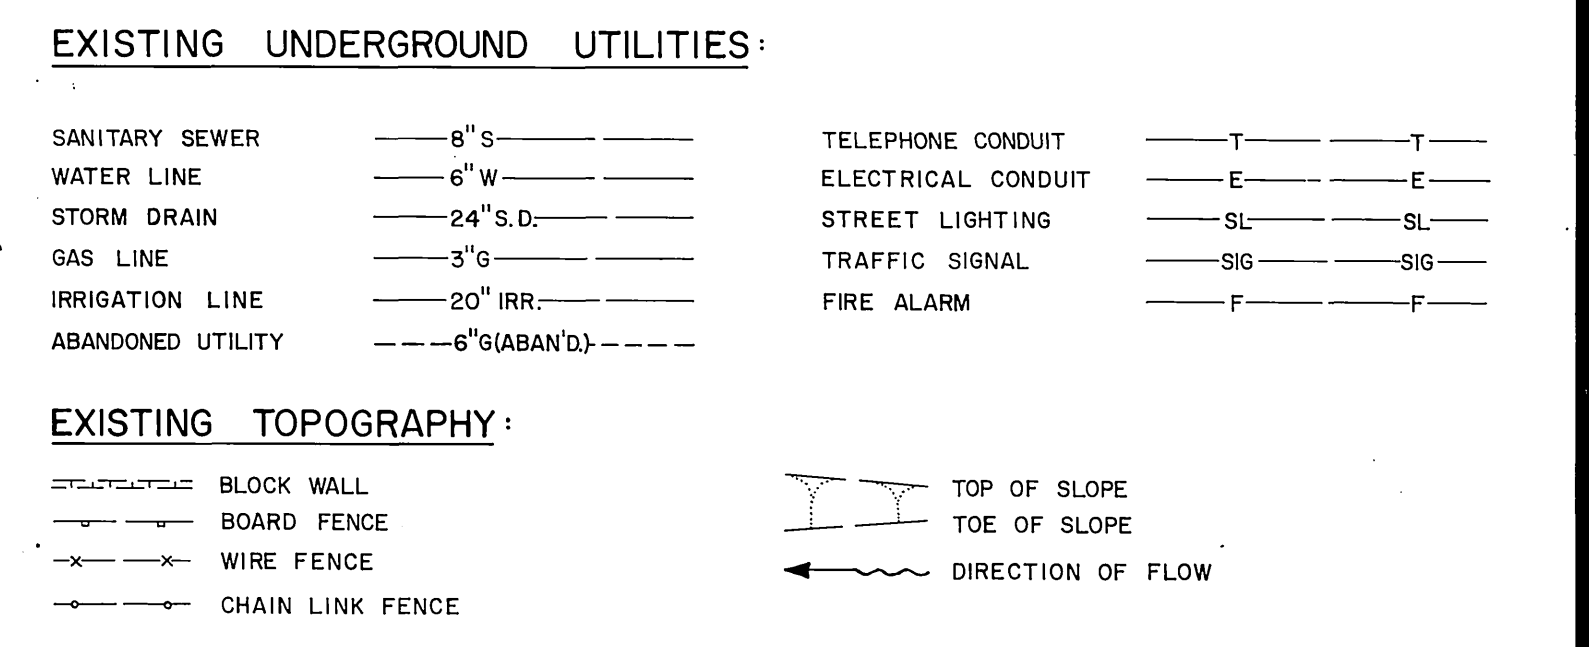 EXISTING UNDERGROUND UTILITIES:
SANITARY SEWER 8" S
WATER LINE 6" W
STORM DRAIN 24" S.D.
GAS LINE 3" G
IRRIGATION LINE 20" IRR.
ABANDONED UTILITY 6"G(ABAN'D.)
TELEPHONE CONDUIT T T
ELECTRICAL CONDUIT E E
STREET LIGHTING SL SL
TRAFFIC SIGNAL SIG SIG
FIRE ALARM F F
EXISTING TOPOGRAPHY:
BLOCK WALL
BOARD FENCE
WIRE FENCE
CHAIN LINK FENCE
TOP OF SLOPE
TOE OF SLOPE
DIRECTION OF FLOW